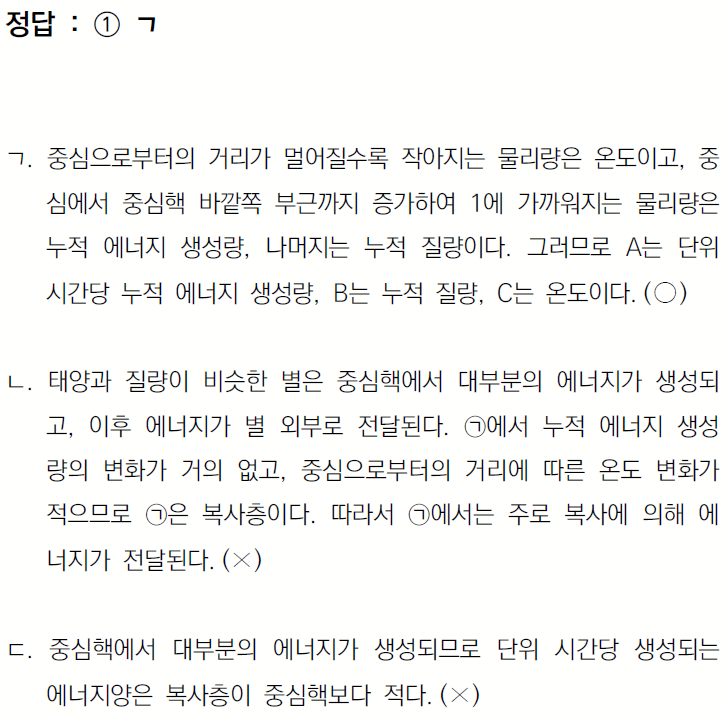 정답 : ① ㄱ
ㄱ. 중심으로부터의 거리가 멀어질수록 작아지는 물리량은 온도이고, 중
심에서 중심핵 바깥쪽 부근까지 증가하여 1에 가까워지는 물리량은
누적 에너지 생성량, 나머지는 누적 질량이다. 그러므로 A는 단위
시간당 누적 에너지 생성량, B는 누적 질량, C는 온도이다. (○)
ㄴ. 태양과 질량이 비슷한 별은 중심핵에서 대부분의 에너지가 생성되
고, 이후 에너지가 별 외부로 전달된다. ㉠에서 누적 에너지 생성
량의 변화가 거의 없고, 중심으로부터의 거리에 따른 온도 변화가
적으므로 ㉠은 복사층이다. 따라서 ㉠에서는 주로 복사에 의해 에
너지가 전달된다. (×)
ㄷ. 중심핵에서 대부분의 에너지가 생성되므로 단위 시간당 생성되는
에너지양은 복사층이 중심핵보다 적다. (×)